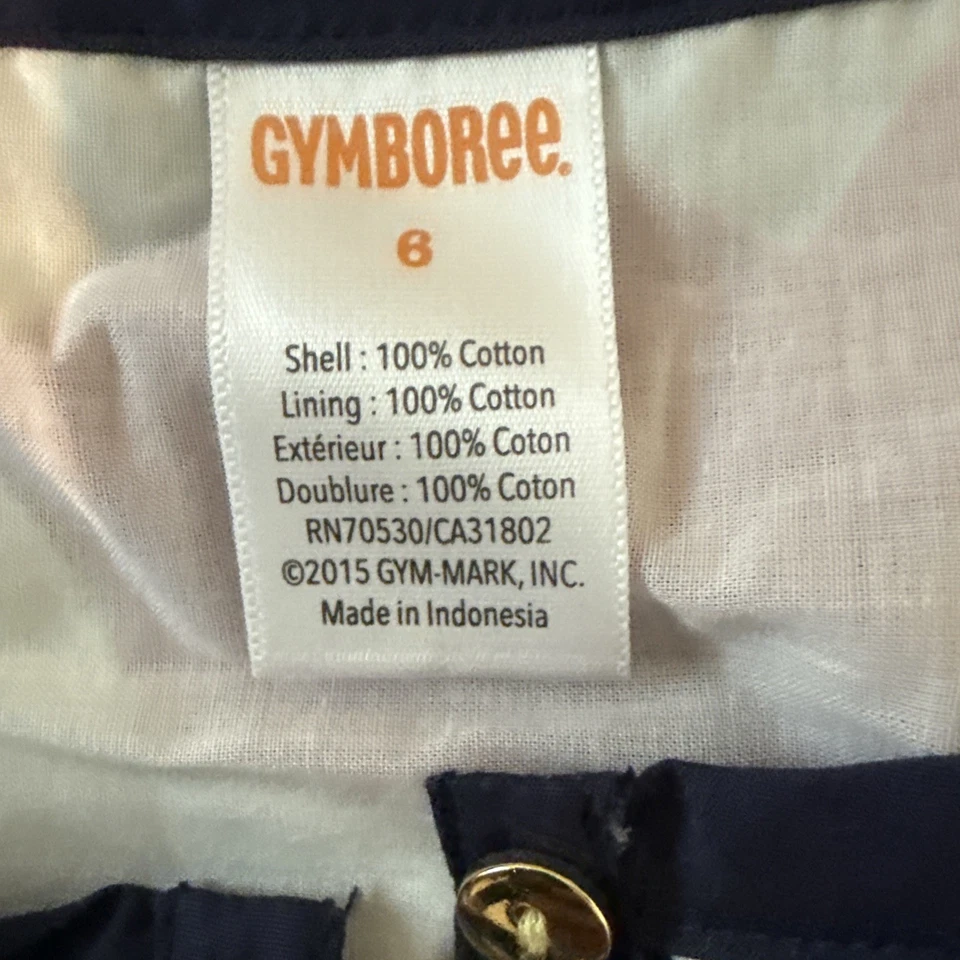 GYMBOREE.
6
Shell : 100% Cotton
Lining : 100% Cotton
Extérieur : 100% Coton
Doublure : 100% Coton
RN70530/CA31802
©2015 GYM-MARK, INC.
Made in Indonesia